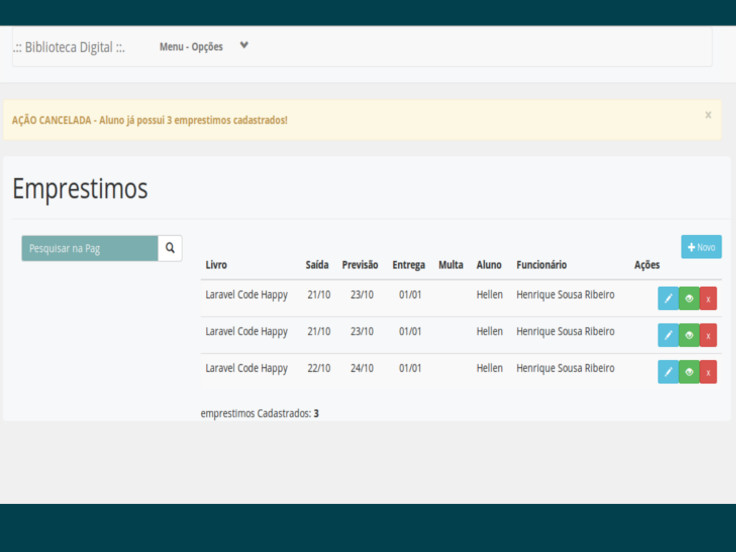 .:: Biblioteca Digital ::.
Menu - Opções
AÇÃO CANCELADA - Aluno já possui 3 emprestimos cadastrados!
x
Emprestimos
Pesquisar na Pag
+ Novo
Livro Saída Previsão Entrega Multa Aluno Funcionário Ações
Laravel Code Happy 21/10 23/10 01/01 Hellen Henrique Sousa Ribeiro x
Laravel Code Happy 21/10 23/10 01/01 Hellen Henrique Sousa Ribeiro x
Laravel Code Happy 22/10 24/10 01/01 Hellen Henrique Sousa Ribeiro x
emprestimos Cadastrados: 3